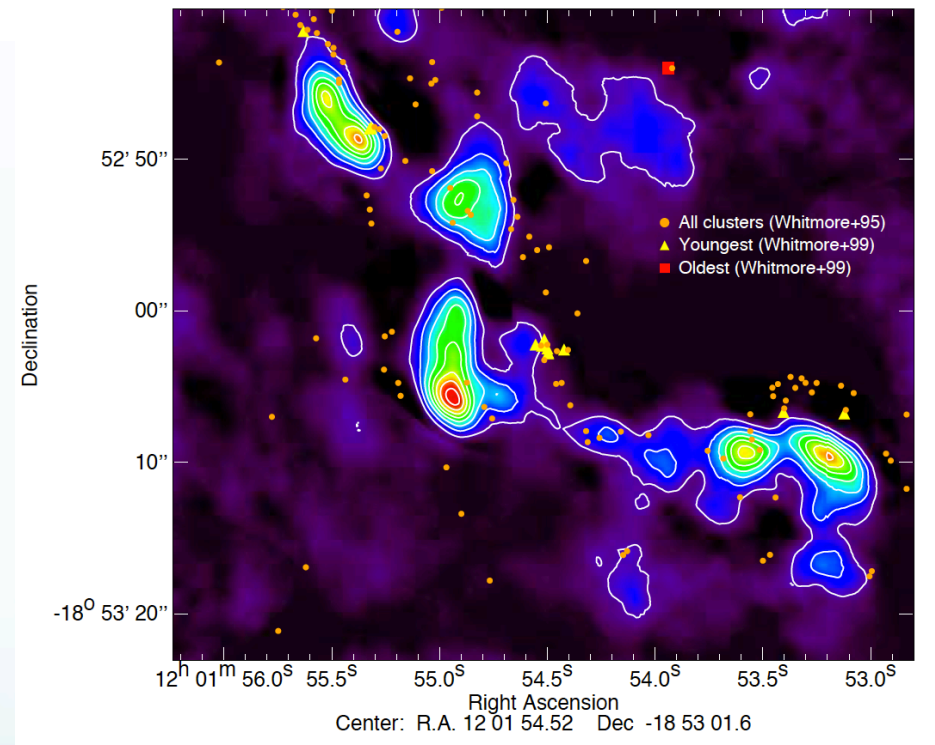 52' 50''
All clusters (Whitmore+95)
Youngest (Whitmore+99)
Oldest (Whitmore+99)
00''
Declination
10''
-18° 53' 20''
12h 01m 56.0s 55.5s 55.0s 54.5s 54.0s 53.5s 53.0s
Right Ascension
Center: R.A. 12 01 54.52 Dec -18 53 01.6